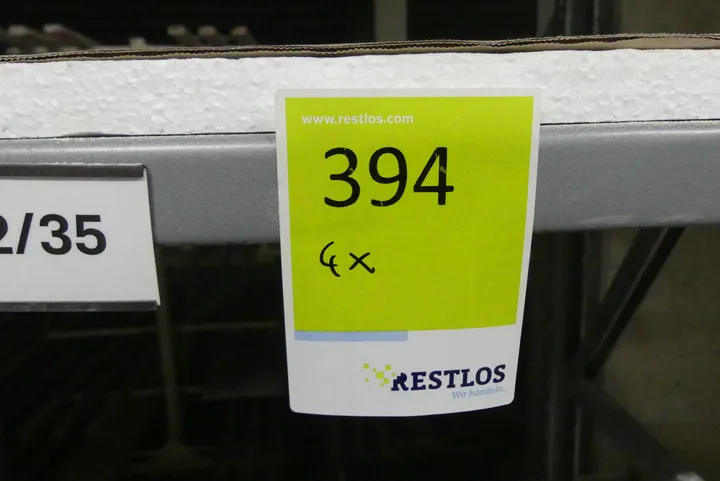 www.restlos.com
394
4x
2/35
RESTLOS
Wir handeln.